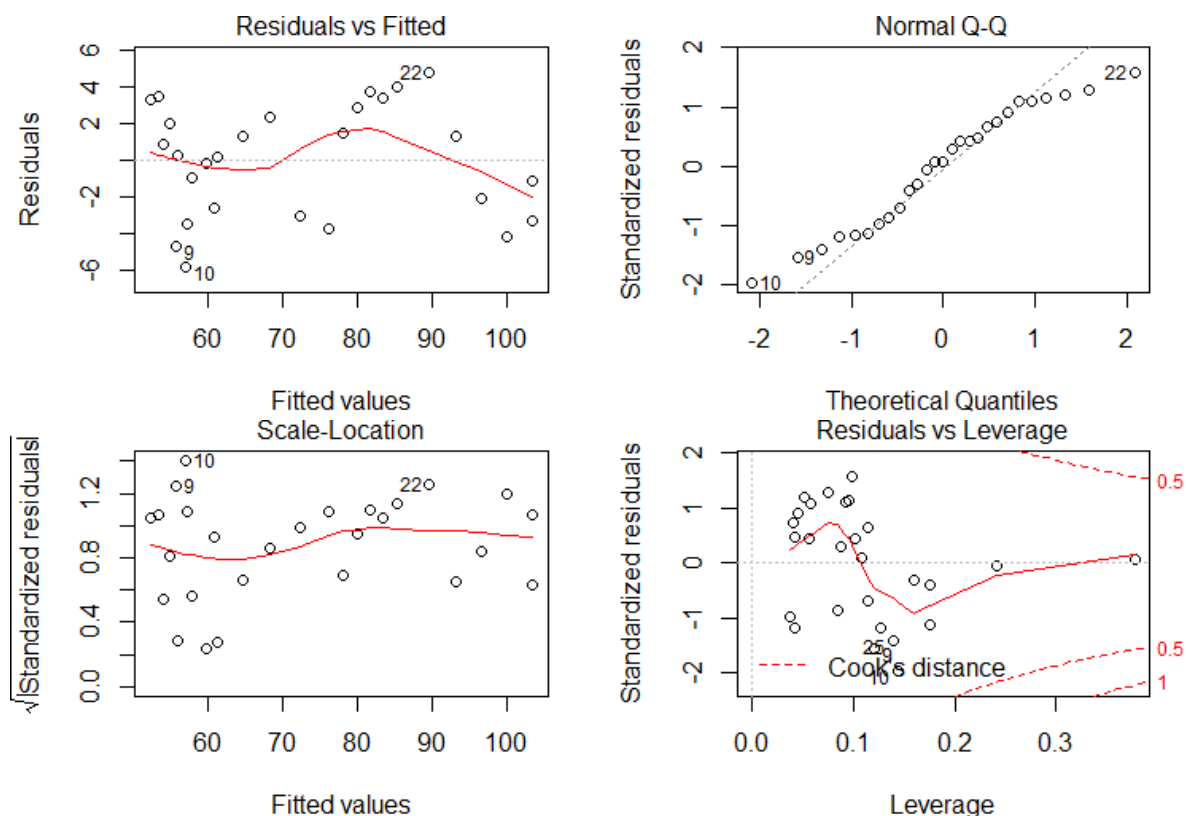 Residuals vs Fitted
Residuals
6
4
2
-2
-6
22
9
10
60 70 80 90 100
Fitted values
Normal Q-Q
Standardized residuals
2
1
0
-1
-2
22
9
10
-2 -1 0 1 2
Theoretical Quantiles
Scale-Location
√|Standardized residuals|
1.2
0.8
0.4
0.0
10
9
22
60 70 80 90 100
Fitted values
Residuals vs Leverage
Standardized residuals
2
1
0
-1
-2
0.5
0.5
1
25
9
10
Cook's distance
0.0 0.1 0.2 0.3
Leverage